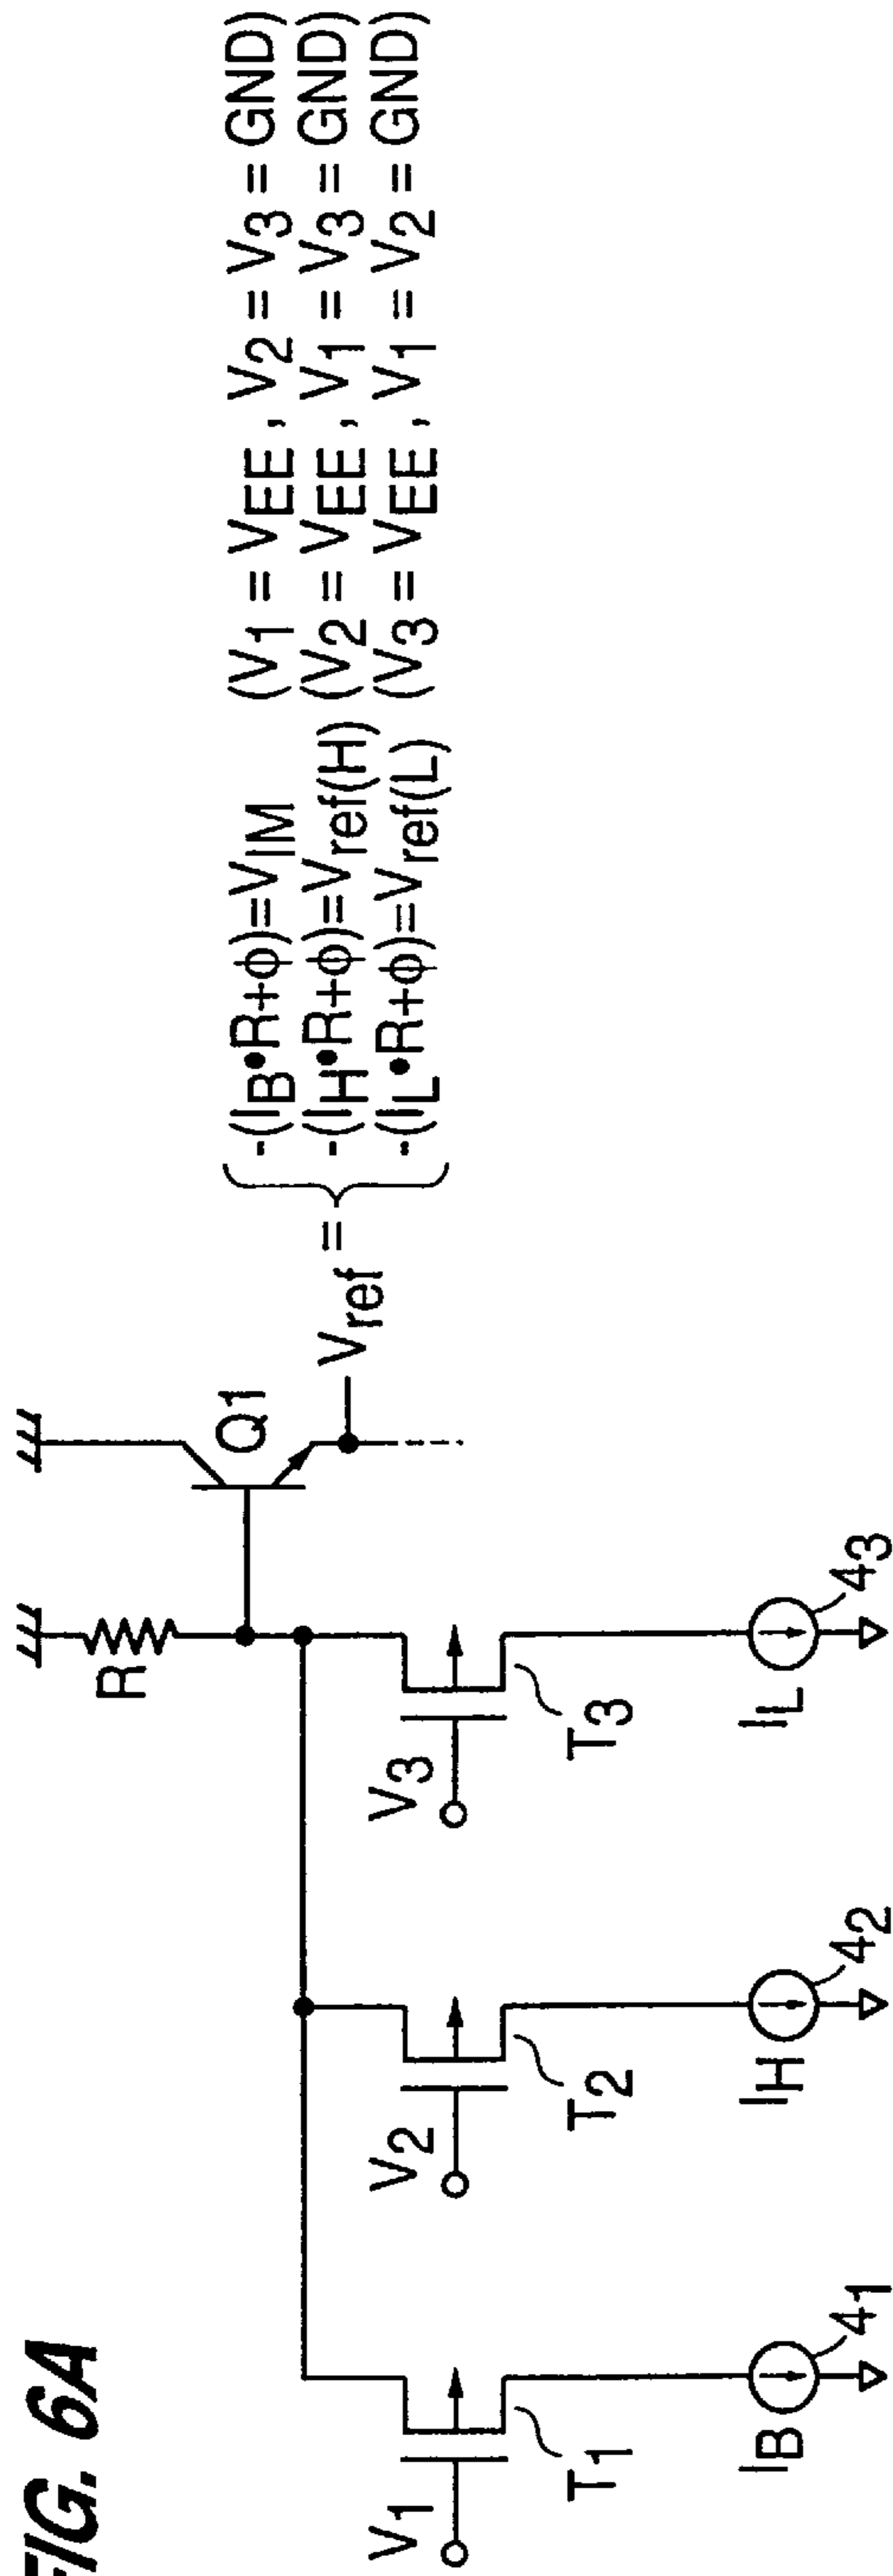 FIG. 6A
R
Q1
V1
V2
V3
T1
T2
T3
IB
41
IH
42
IL
43
Vref =
-(IB•R+ϕ)=VIM (V1 = VEE , V2 = V3 = GND)
-(IH•R+ϕ)=Vref(H) (V2 = VEE , V1 = V3 = GND)
-(IL•R+ϕ)=Vref(L) (V3 = VEE , V1 = V2 = GND)